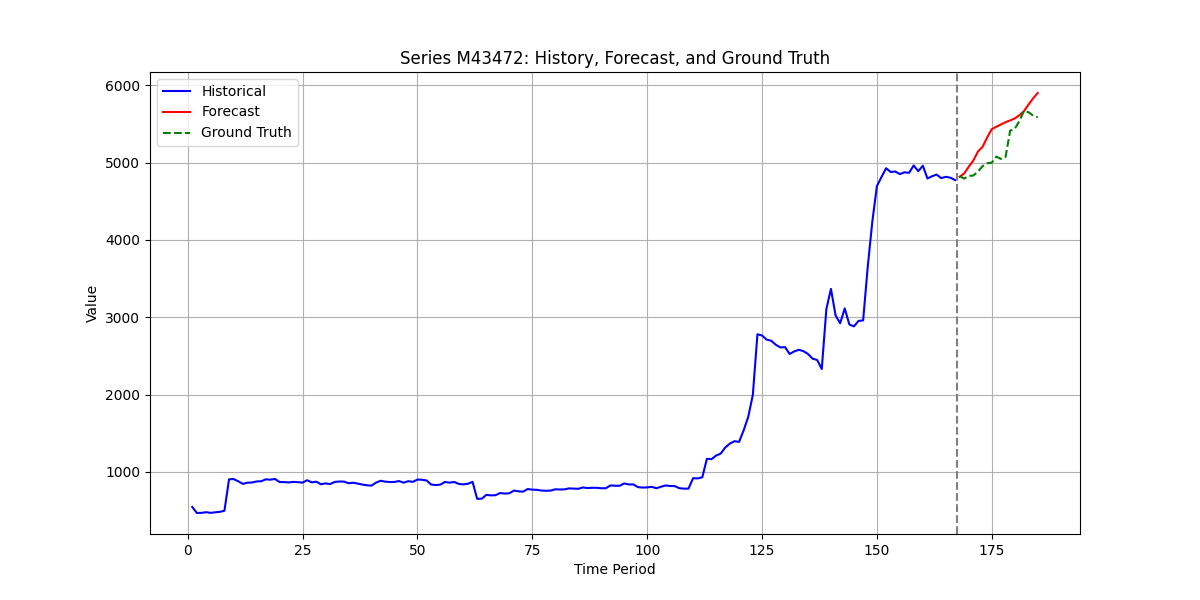 Series M43472: History, Forecast, and Ground Truth
Historical
Forecast
Ground Truth
6000
5000
4000
3000
2000
1000
Value
0 25 50 75 100 125 150 175
Time Period